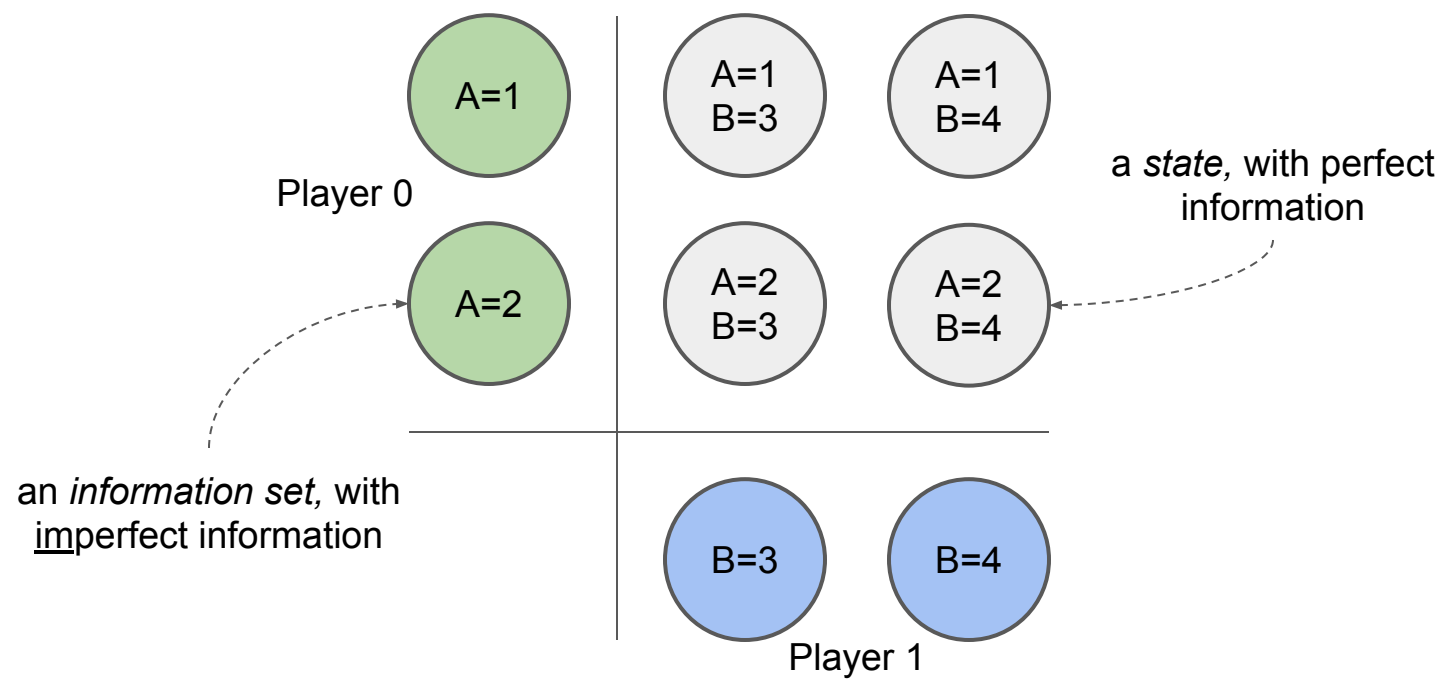 A=1
A=1
B=3
A=1
B=4
a state, with perfect
information
Player 0
A=2
A=2
B=3
A=2
B=4
an information set, with
imperfect information
B=3
B=4
Player 1